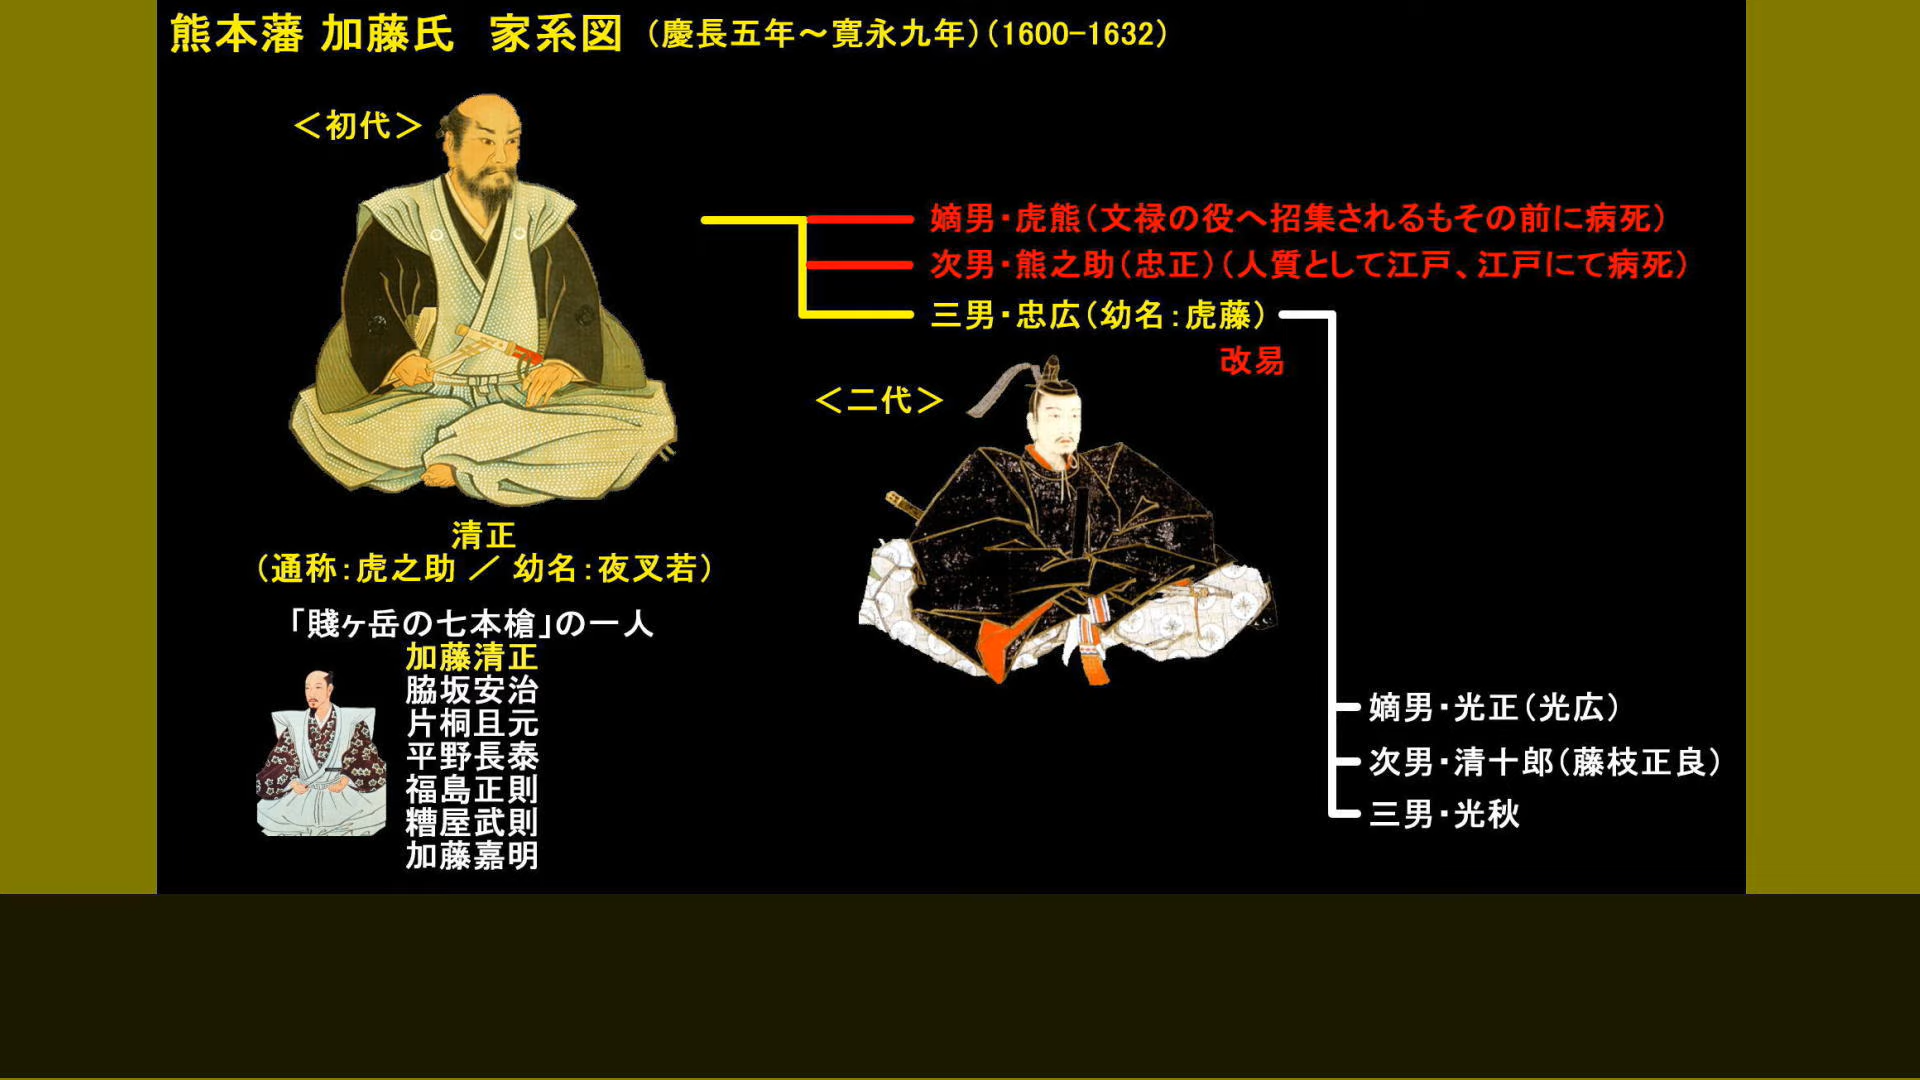 熊本藩 加藤氏　家系図 （慶長五年～寛永九年）（1600-1632）
＜初代＞
嫡男・虎熊（文禄の役へ招集されるもその前に病死）
次男・熊之助（忠正）（人質として江戸、江戸にて病死）
三男・忠広（幼名：虎藤）
改易
＜二代＞
清正
（通称：虎之助 ／ 幼名：夜叉若）
「賤ヶ岳の七本槍」の一人
加藤清正
脇坂安治
片桐且元
平野長泰
福島正則
糟屋武則
加藤嘉明
嫡男・光正（光広）
次男・清十郎（藤枝正良）
三男・光秋